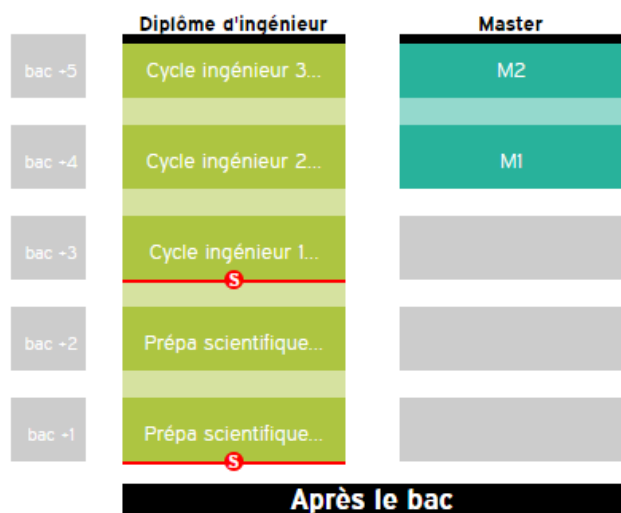 Diplôme d'ingénieur Master
bac +5 Cycle ingénieur 3... M2
bac +4 Cycle ingénieur 2... M1
bac +3 Cycle ingénieur 1...
S
bac +2 Prépa scientifique...
bac +1 Prépa scientifique...
S
Après le bac